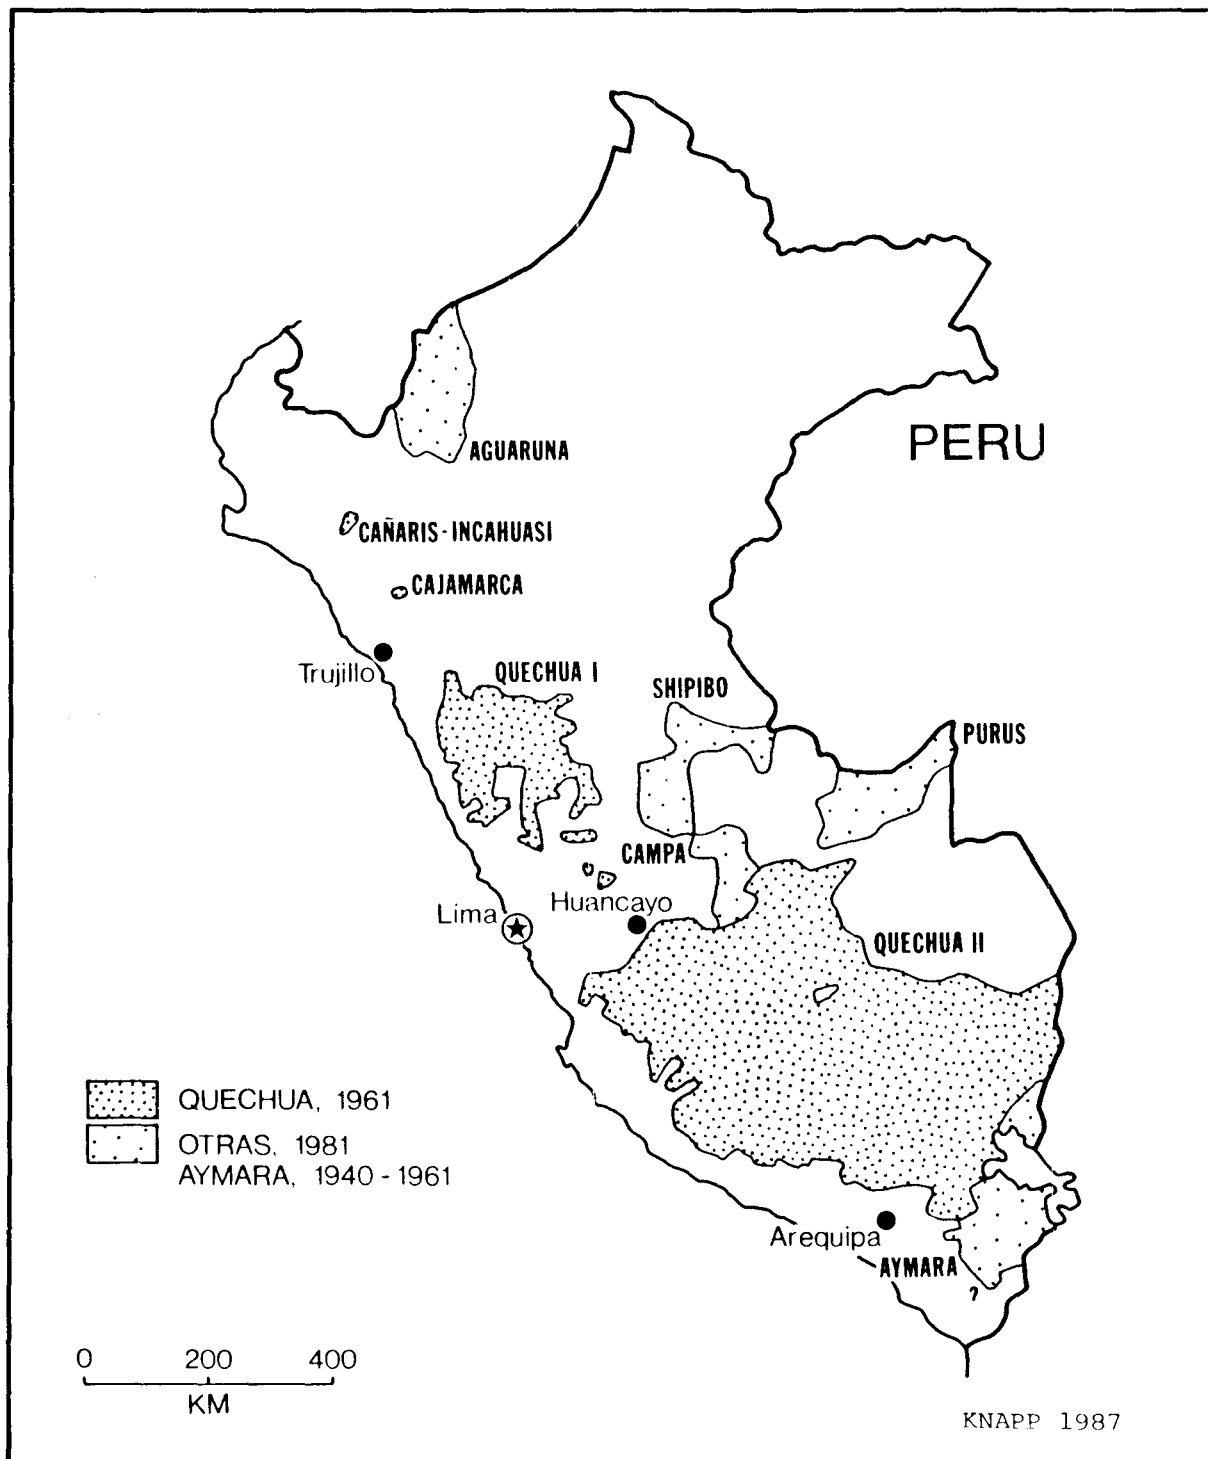 PERU
AGUARUNA
CAÑARIS-INCAHUASI
CAJAMARCA
Trujillo
QUECHUA I
SHIPIBO
PURUS
CAMPA
Huancayo
Lima
QUECHUA II
QUECHUA, 1961
OTRAS, 1981
AYMARA, 1940-1961
Arequipa
AYMARA
?
0 200 400
KM
KNAPP 1987